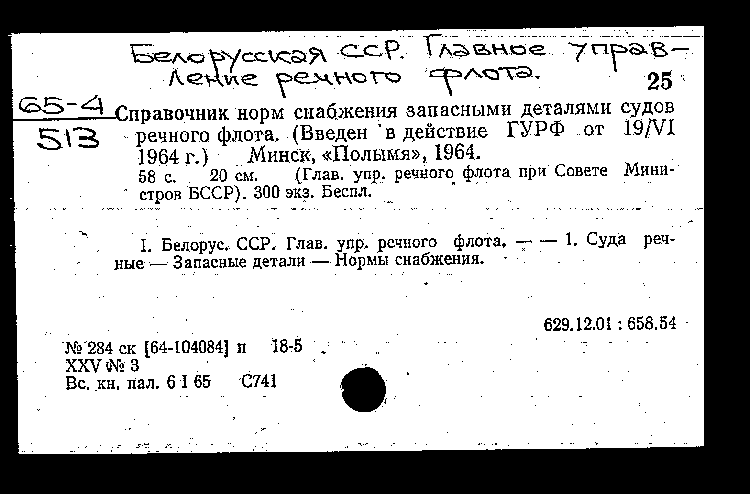 Белорусская ССР. Главное управ-
ление речного флота.
25
65-4
513
Справочник норм снабжения запасными деталями судов
речного флота. (Введен в действие ГУРФ от 19/VI
1964 г.) Минск, «Полымя», 1964.
58 с. 20 см. (Глав. упр. речного флота при Совете Мини-
стров БССР). 300 экз. Беспл.
I. Белорус. ССР. Глав. упр. речного флота. — — 1. Суда реч-
ные — Запасные детали — Нормы снабжения.
629.12.01 : 658.54
№ 284 ск [64-104084] п 18-5
XXV № 3
Вс. кн. пал. 6 I 65 С741